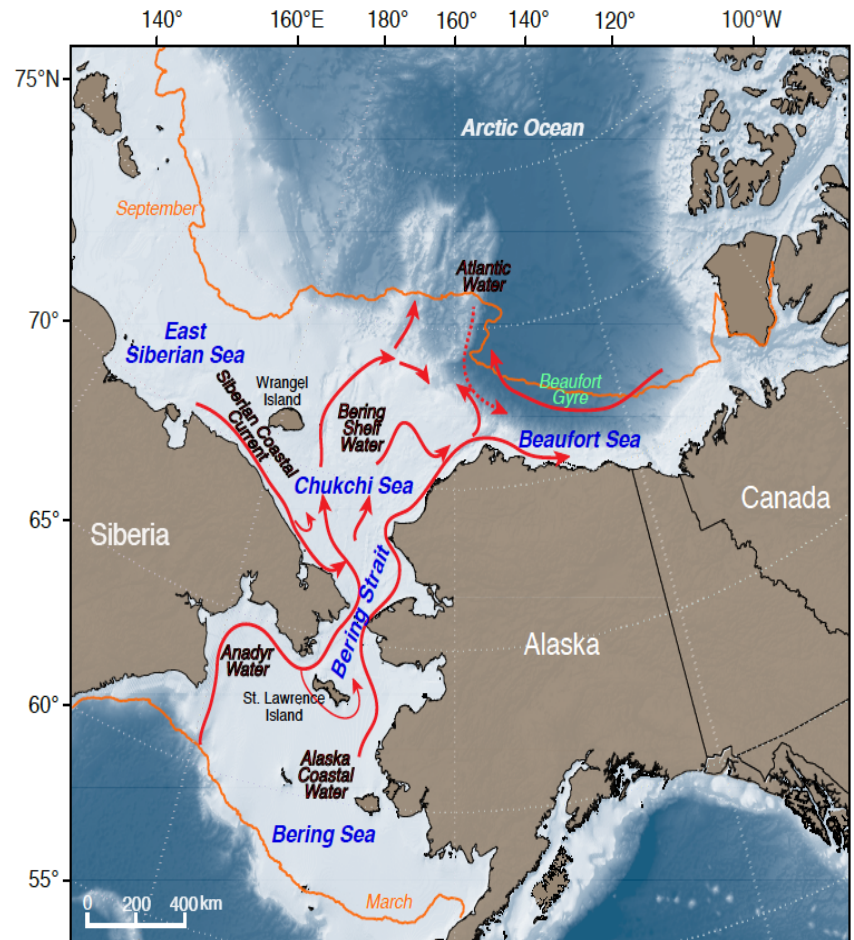 140° 160°E 180° 160° 140° 120° 100°W
75°N
Arctic Ocean
September
Atlantic
Water
70°
East
Siberian Sea
Wrangel
Island
Siberian Coastal
Current
Bering
Shelf
Water
Beaufort
Gyre
Beaufort Sea
Chukchi Sea
Canada
65°
Siberia
Bering Strait
Alaska
Anadyr
Water
St. Lawrence
Island
60°
Alaska
Coastal
Water
Bering Sea
55°
March
0 200 400 km